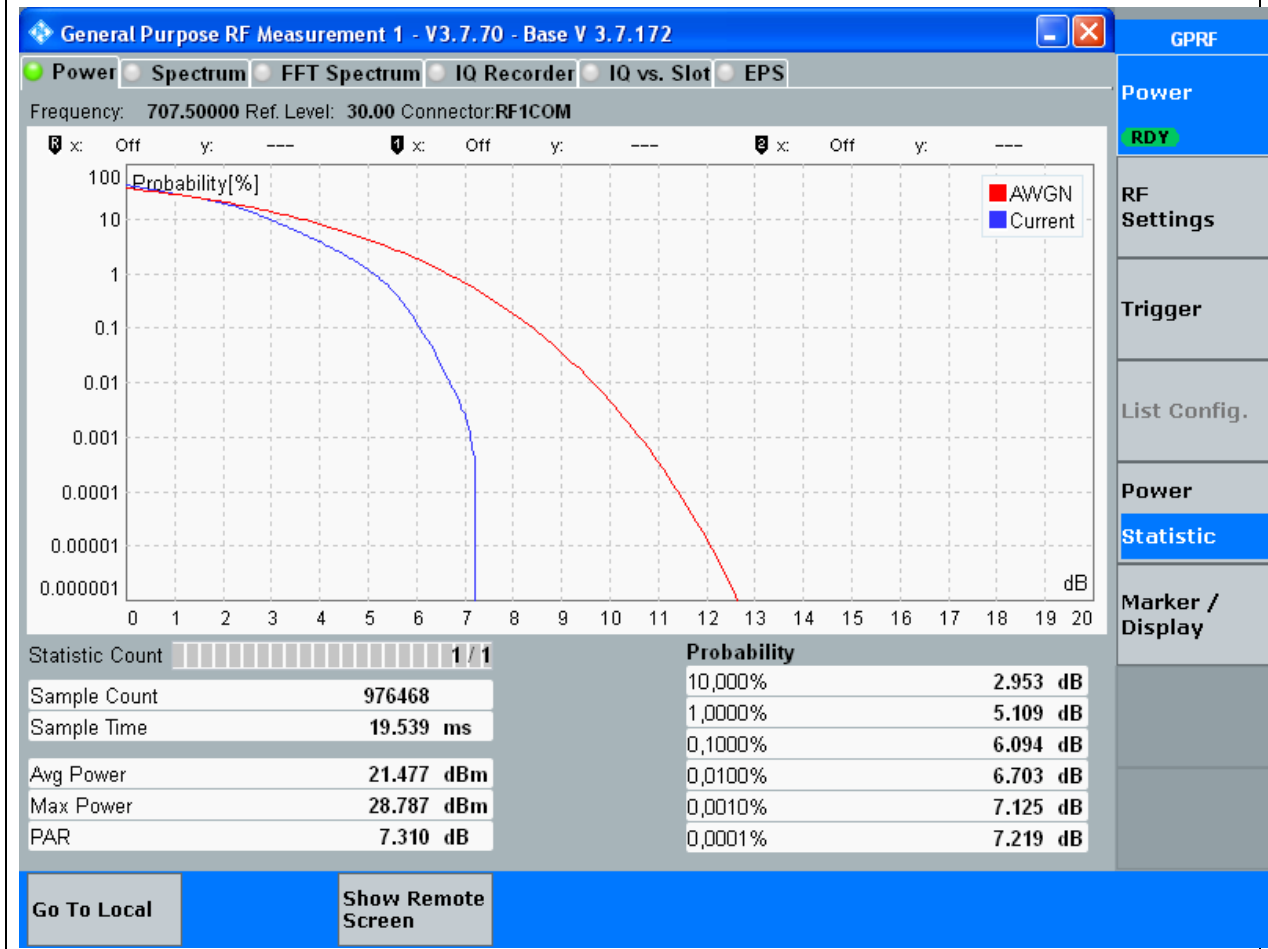 General Purpose RF Measurement 1 - V3.7.70 - Base V 3.7.172
GPRF
Power Spectrum FFT Spectrum IQ Recorder IQ vs. Slot EPS
Power
RDY
Frequency: 707.50000 Ref. Level: 30.00 Connector:RF1COM
R x: Off y: --- 1 x: Off y: --- 2 x: Off y: ---
Probability[%]
AWGN
Current
100
10
1
0.1
0.01
0.001
0.0001
0.00001
0.000001
dB
0 1 2 3 4 5 6 7 8 9 10 11 12 13 14 15 16 17 18 19 20
RF
Settings
Trigger
List Config.
Power
Statistic
Marker /
Display
Statistic Count 1 / 1
Sample Count 976468
Sample Time 19.539 ms
Avg Power 21.477 dBm
Max Power 28.787 dBm
PAR 7.310 dB
Probability
10,000% 2.953 dB
1,0000% 5.109 dB
0,1000% 6.094 dB
0,0100% 6.703 dB
0,0010% 7.125 dB
0,0001% 7.219 dB
Go To Local
Show Remote
Screen